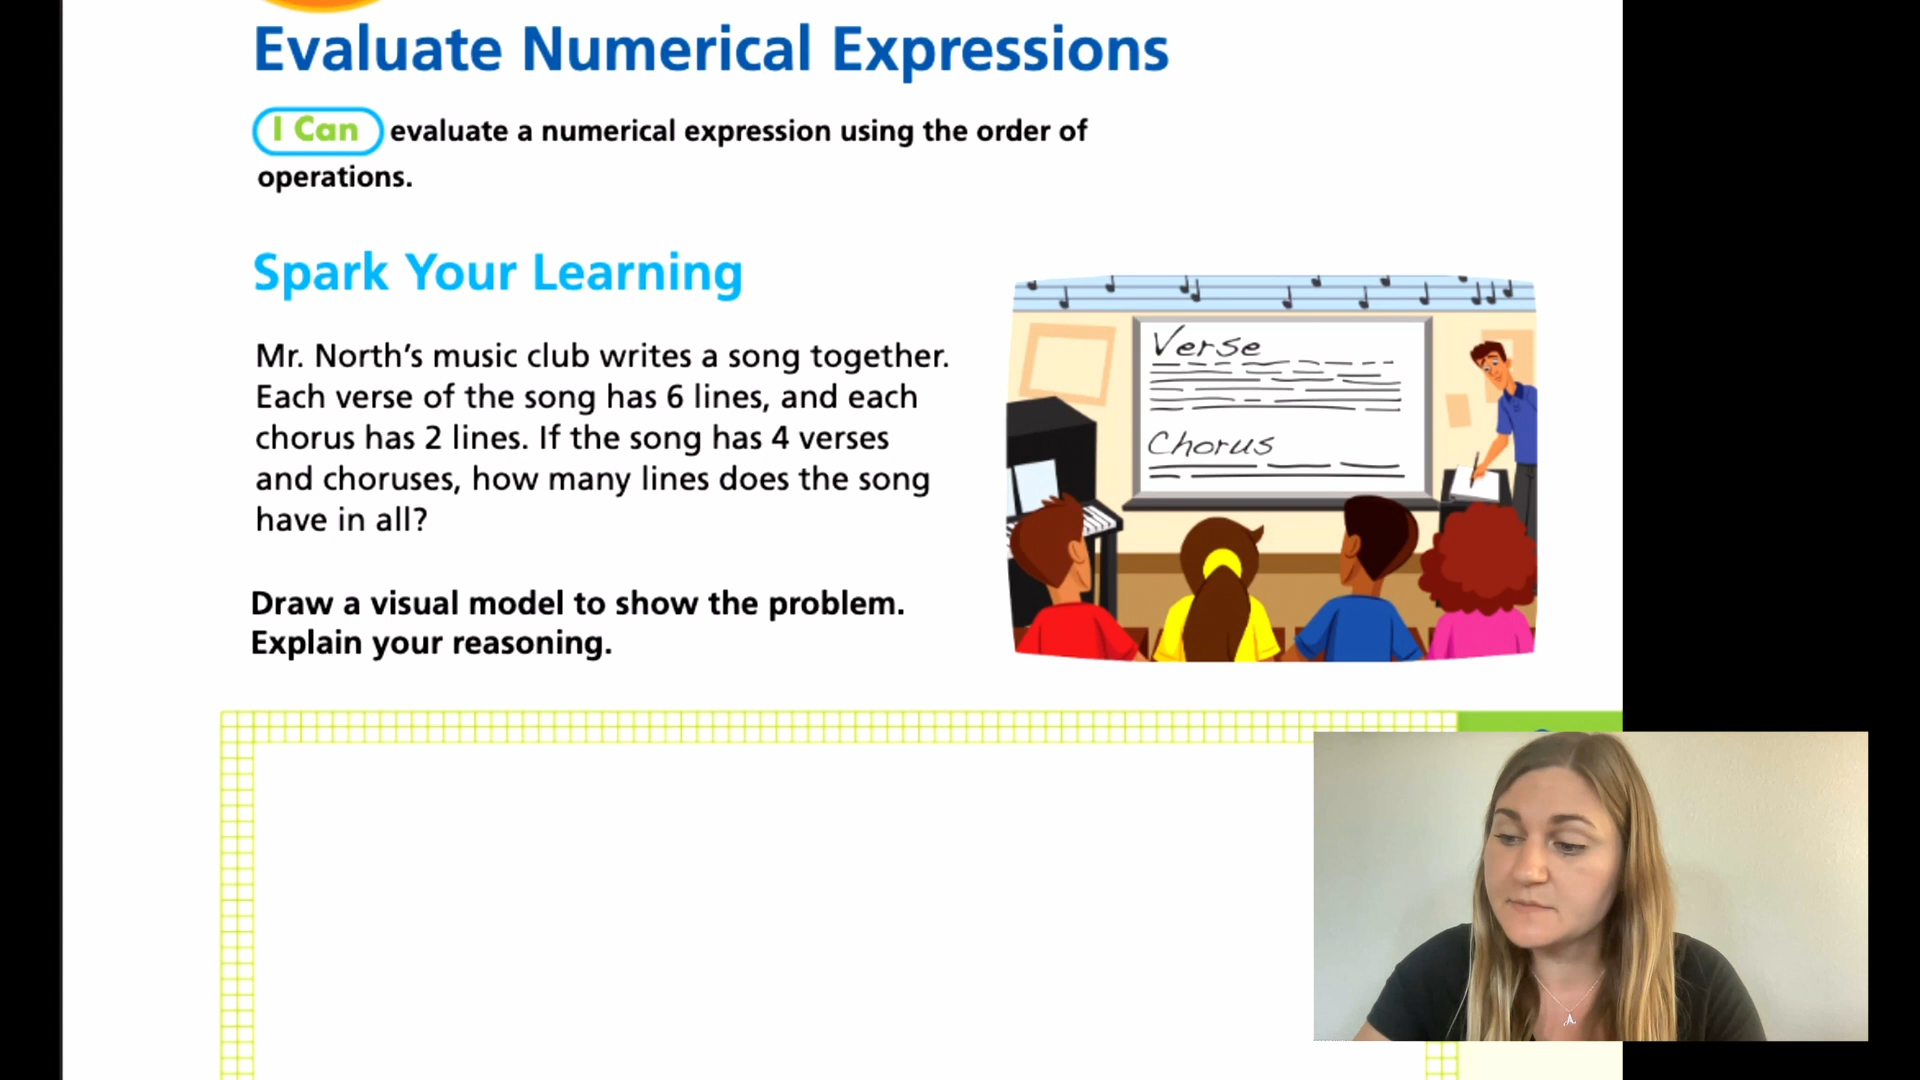 Evaluate Numerical Expressions
I Can evaluate a numerical expression using the order of
operations.
Spark Your Learning
Mr. North’s music club writes a song together.
Each verse of the song has 6 lines, and each
chorus has 2 lines. If the song has 4 verses
and choruses, how many lines does the song
have in all?
Draw a visual model to show the problem.
Explain your reasoning.
Verse
Chorus
A